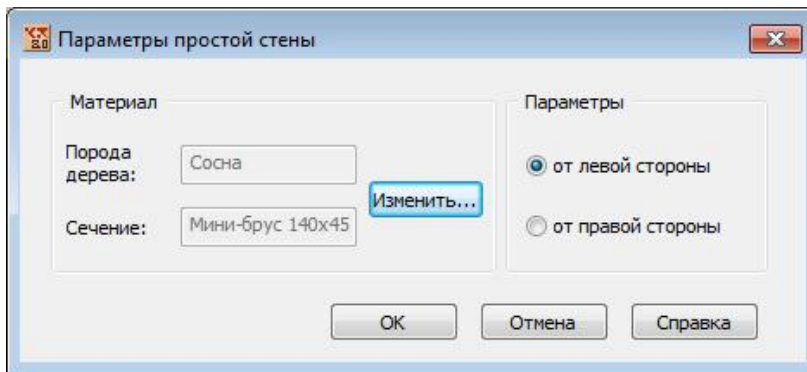 Параметры простой стены
Материал
Порода
дерева:
Сосна
Изменить...
Сечение:
Мини-брус 140x45
Параметры
от левой стороны
от правой стороны
OK
Отмена
Справка